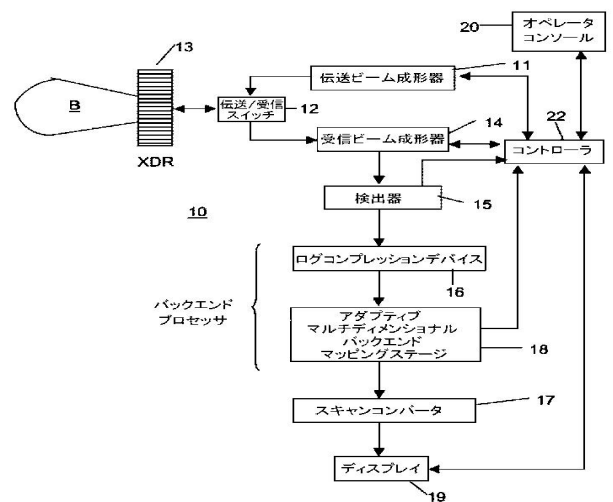 20
オペレータ
コンソール
13
伝送ビーム成形器
11
B
伝送/受信
スイッチ
12
受信ビーム成形器
14
22
コントローラ
XDR
検出器
15
10
ログコンプレッションデバイス
16
バックエンド
プロセッサ
アダプティブ
マルチディメンショナル
バックエンド
マッピングステージ
18
スキャンコンバータ
17
ディスプレイ
19